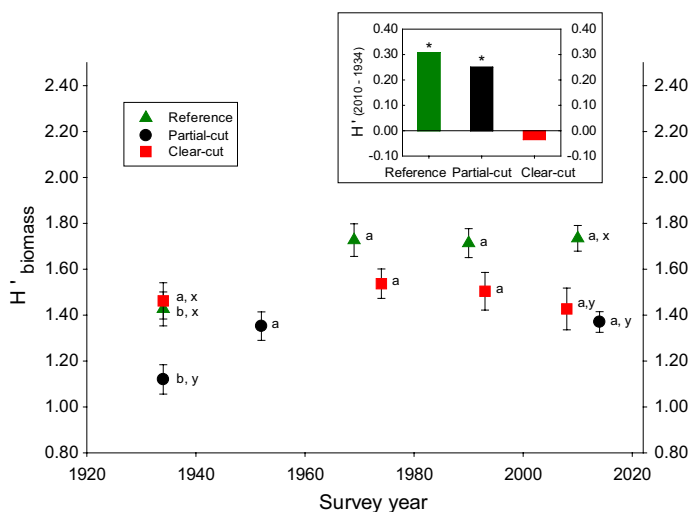 0.40
0.30
0.20
0.10
0.00
-0.10
H ' (2010 - 1934)
*
*
0.40
0.30
0.20
0.10
0.00
-0.10
Reference Partial-cut Clear-cut
Reference
Partial-cut
Clear-cut
2.40
2.20
2.00
1.80
1.60
1.40
1.20
1.00
0.80
H ' biomass
2.40
2.20
2.00
1.80
1.60
1.40
1.20
1.00
0.80
a, x
b, x
b, y
a
a
a
a
a
a, x
a,y
a, y
1920 1940 1960 1980 2000 2020
Survey year